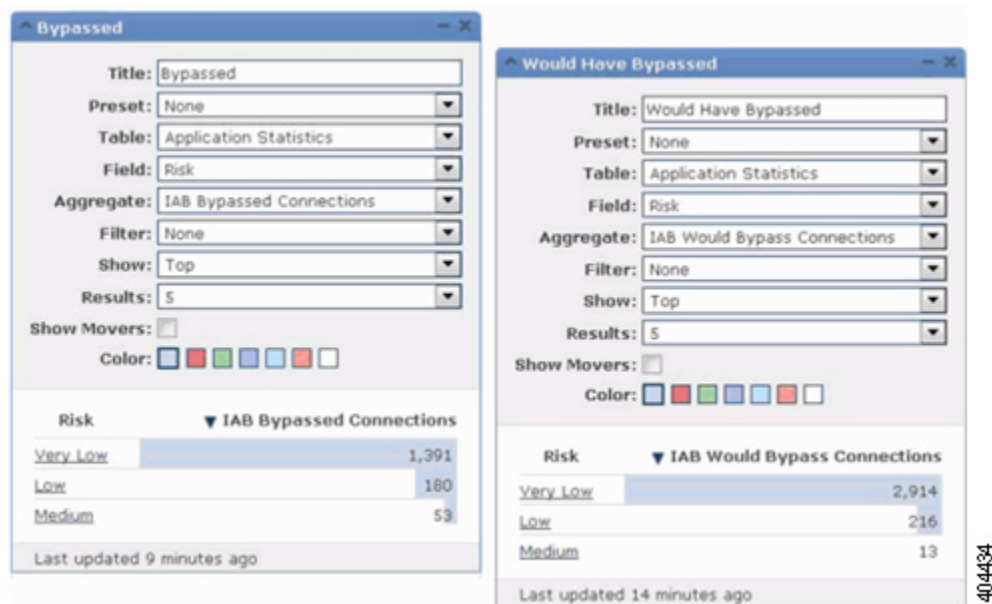 Bypassed
Title: Bypassed
Preset: None
Table: Application Statistics
Field: Risk
Aggregate: IAB Bypassed Connections
Filter: None
Show: Top
Results: 5
Show Movers:
Color:
Risk ▼ IAB Bypassed Connections
Very Low 1,391
Low 180
Medium 53
Last updated 9 minutes ago
Would Have Bypassed
Title: Would Have Bypassed
Preset: None
Table: Application Statistics
Field: Risk
Aggregate: IAB Would Bypass Connections
Filter: None
Show: Top
Results: 5
Show Movers:
Color:
Risk ▼ IAB Would Bypass Connections
Very Low 2,914
Low 216
Medium 13
Last updated 14 minutes ago
404434